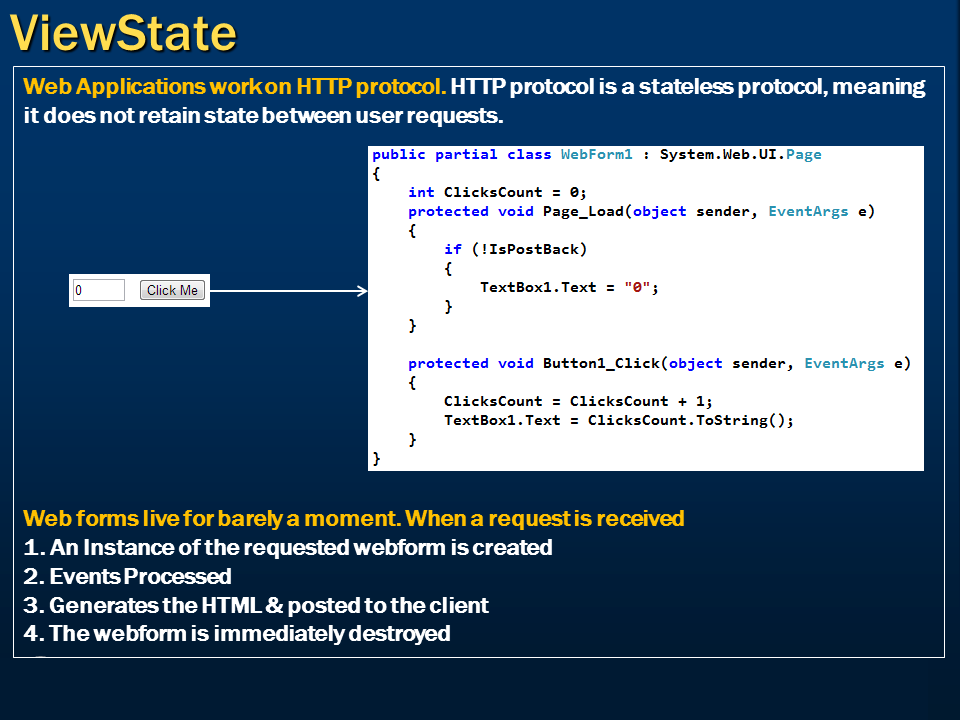 ViewState
Web Applications work on HTTP protocol. HTTP protocol is a stateless protocol, meaning
it does not retain state between user requests.
public partial class WebForm1 : System.Web.UI.Page
{
    int ClicksCount = 0;
    protected void Page_Load(object sender, EventArgs e)
    {
        if (!IsPostBack)
        {
            TextBox1.Text = "0";
        }
    }
0 Click Me
    protected void Button1_Click(object sender, EventArgs e)
    {
        ClicksCount = ClicksCount + 1;
        TextBox1.Text = ClicksCount.ToString();
    }
}
Web forms live for barely a moment. When a request is received
1. An Instance of the requested webform is created
2. Events Processed
3. Generates the HTML & posted to the client
4. The webform is immediately destroyed